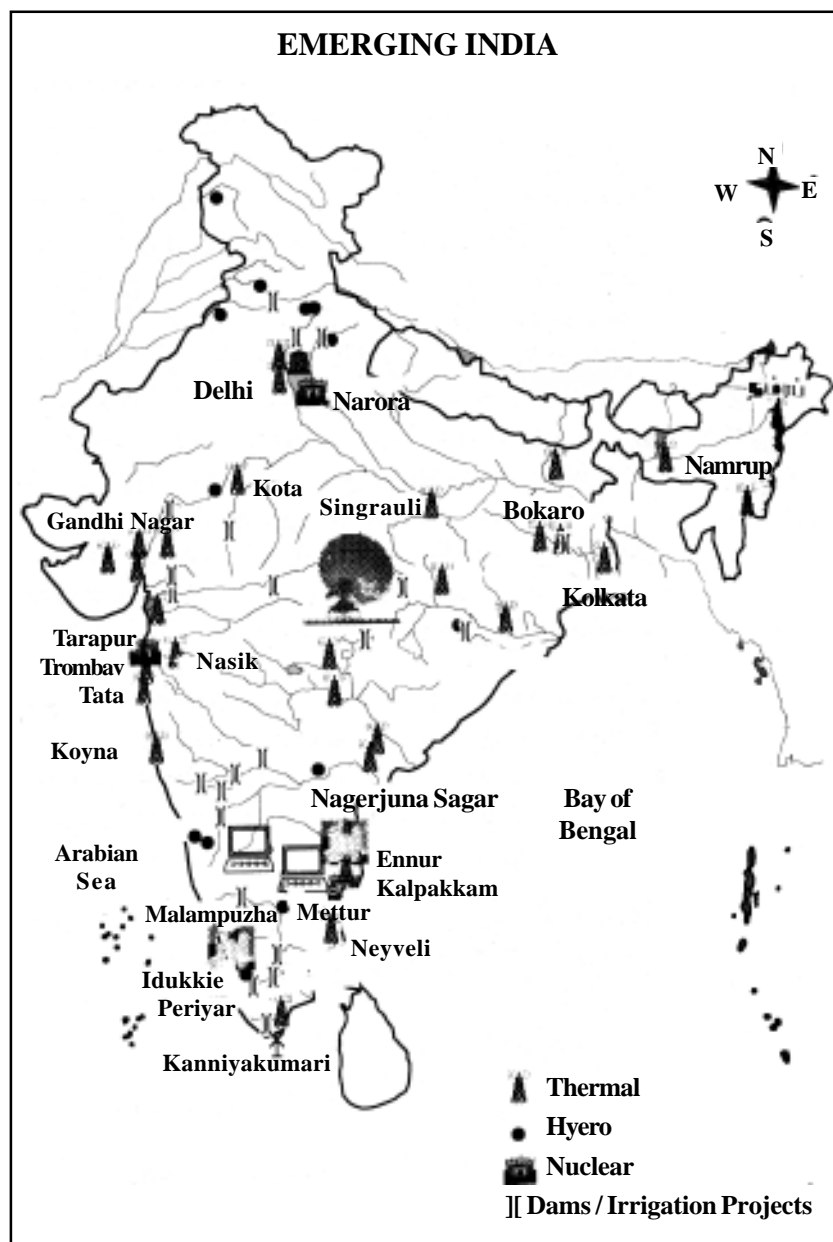 EMERGING INDIA
N
W
E
S
Delhi
Narora
Namrup
Kota
Singrauli
Bokaro
Gandhi Nagar
Kolkata
Tarapur
Trombav
Nasik
Tata
Koyna
Nagerjuna Sagar
Bay of
Bengal
Arabian
Sea
Ennur
Kalpakkam
Malampuzha
Mettur
Neyveli
Idukkie
Periyar
Kanniyakumari
Thermal
Hyero
Nuclear
][ Dams / Irrigation Projects